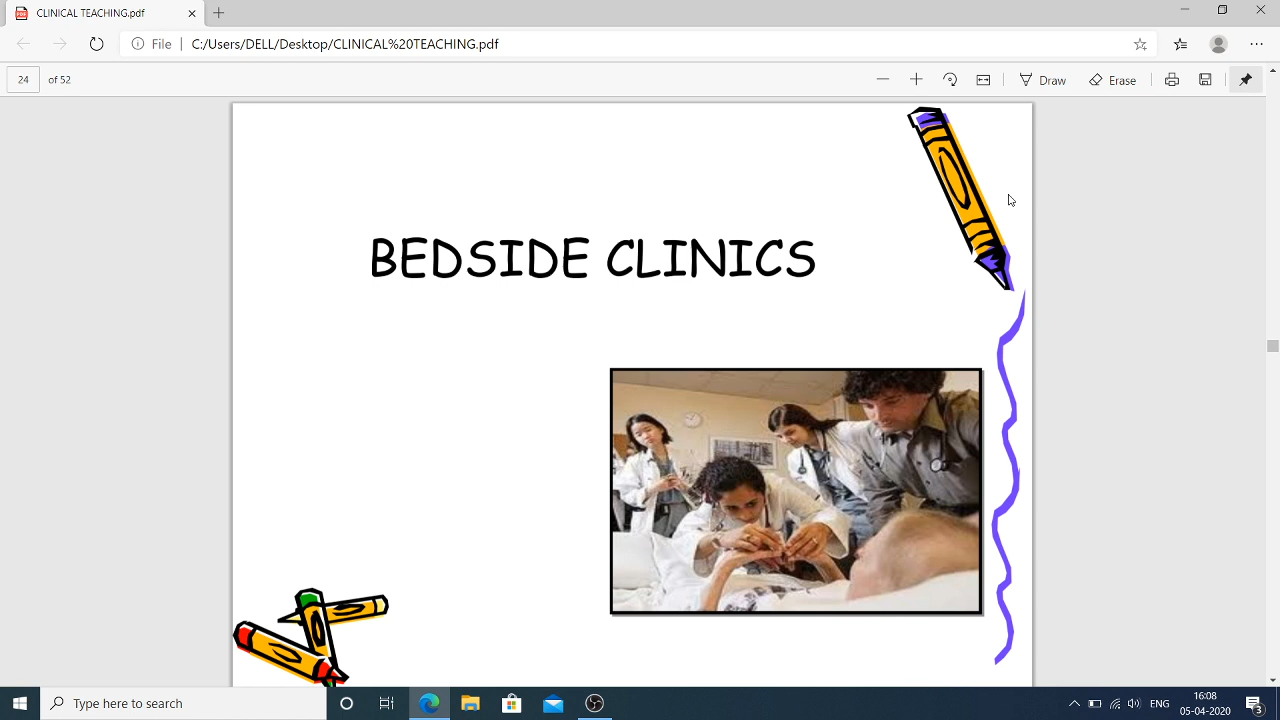 CLINICAL TEACHING.pdf
File
C:/Users/DELL/Desktop/CLINICAL%20TEACHING.pdf
24 of 52
Draw
Erase
BEDSIDE CLINICS
Type here to search
ENG
16:08
05-04-2020
3